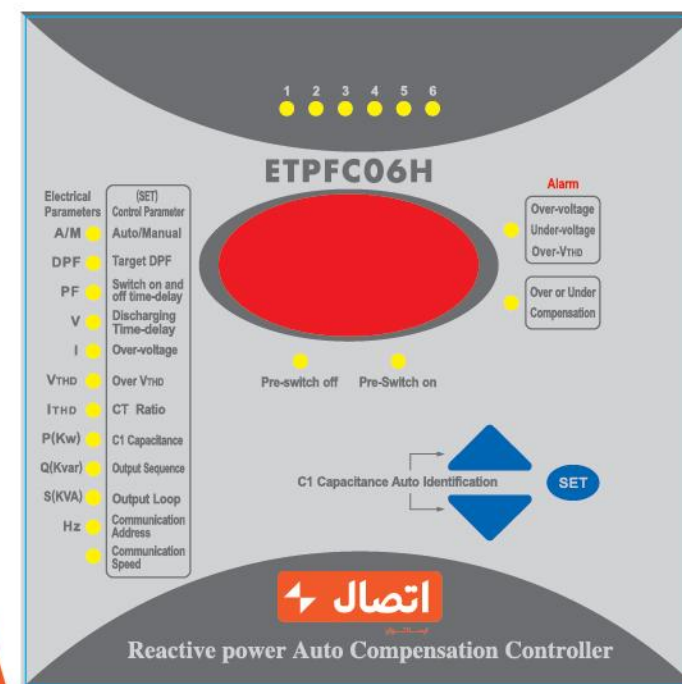 1 2 3 4 5 6
ETPFC06H
Electrical
Parameters
(SET)
Control Parameter
A/M Auto/Manual
DPF Target DPF
PF Switch on and
off time-delay
V Discharging
Time-delay
I Over-voltage
VTHD Over VTHD
ITHD CT Ratio
P(Kw) C1 Capacitance
Q(Kvar) Output Sequence
S(KVA) Output Loop
Hz Communication
Address
Communication
Speed
Alarm
Over-voltage
Under-voltage
Over-VTHD
Over or Under
Compensation
Pre-switch off Pre-Switch on
C1 Capacitance Auto Identification
SET
اتصال
Reactive power Auto Compensation Controller